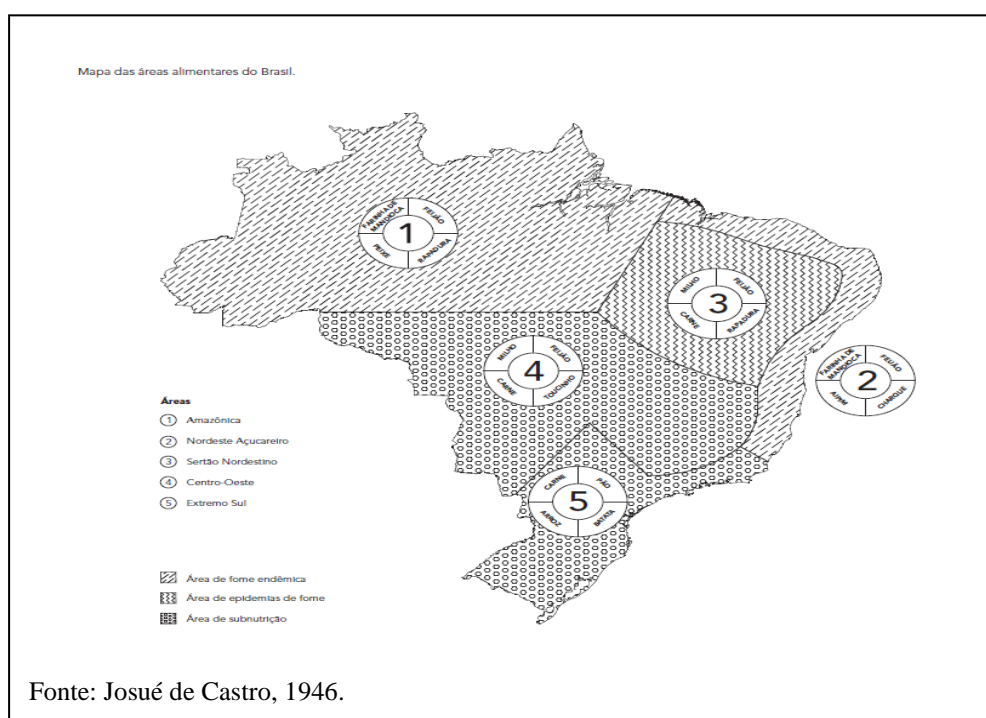 Mapa das áreas alimentares do Brasil.
FARINHA DE
MANDIOCA
FEIJÃO
1
PEIXE
RAPADURA
MILHO
FEIJÃO
3
CARNE
RAPADURA
MILHO
FEIJÃO
4
CARNE
TOUCINHO
FARINHA DE
MANDIOCA
FEIJÃO
2
AIPIM
CHARQUE
Áreas
1 Amazônica
2 Nordeste Açucareiro
3 Sertão Nordestino
4 Centro-Oeste
5 Extremo Sul
CARNE
PÃO
5
ARROZ
BATATA
Área de fome endêmica
Área de epidemias de fome
Área de subnutrição
Fonte: Josué de Castro, 1946.